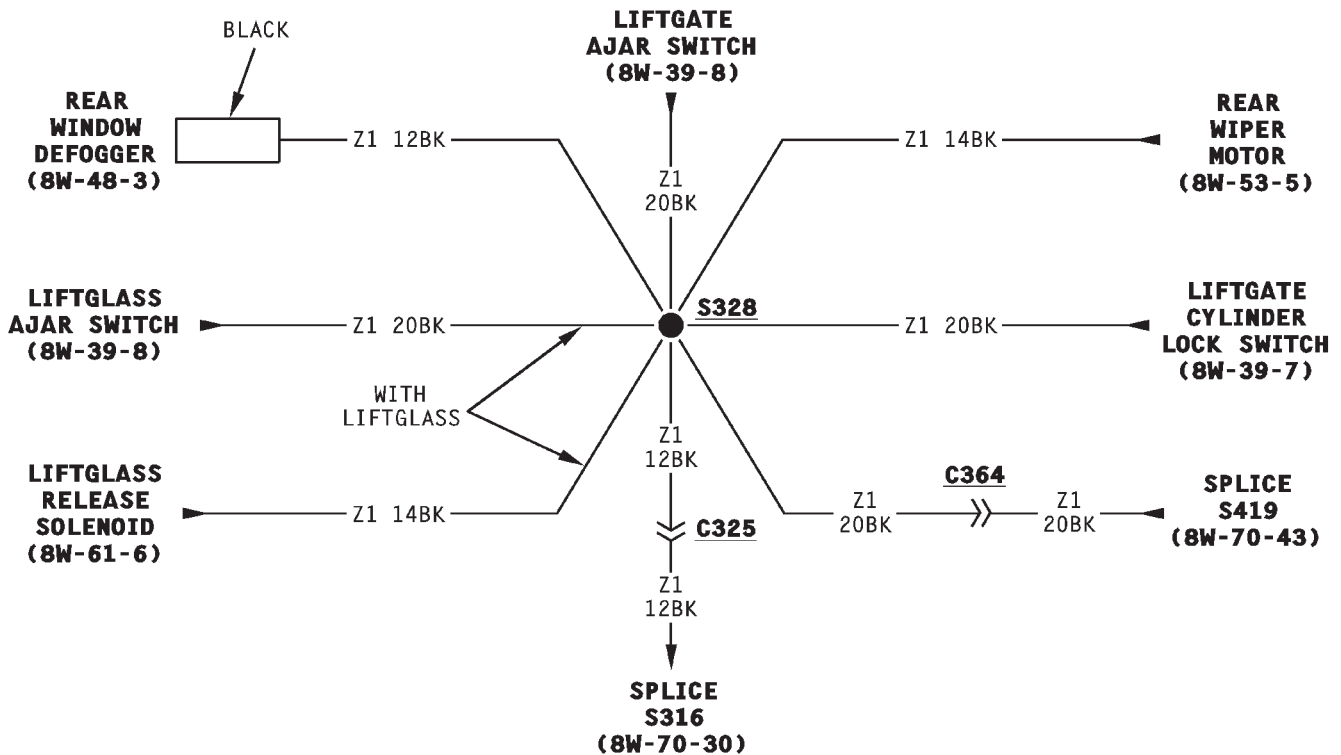 BLACK
LIFTGATE
AJAR SWITCH
(8W-39-8)
REAR
WINDOW
DEFOGGER
(8W-48-3)
Z1 12BK
Z1
20BK
Z1 14BK
REAR
WIPER
MOTOR
(8W-53-5)
LIFTGLASS
AJAR SWITCH
(8W-39-8)
Z1 20BK
S328
Z1 20BK
LIFTGATE
CYLINDER
LOCK SWITCH
(8W-39-7)
WITH
LIFTGLASS
Z1
12BK
LIFTGLASS
RELEASE
SOLENOID
(8W-61-6)
Z1 14BK
C325
Z1
20BK
C364
Z1
20BK
SPLICE
S419
(8W-70-43)
Z1
12BK
SPLICE
S316
(8W-70-30)